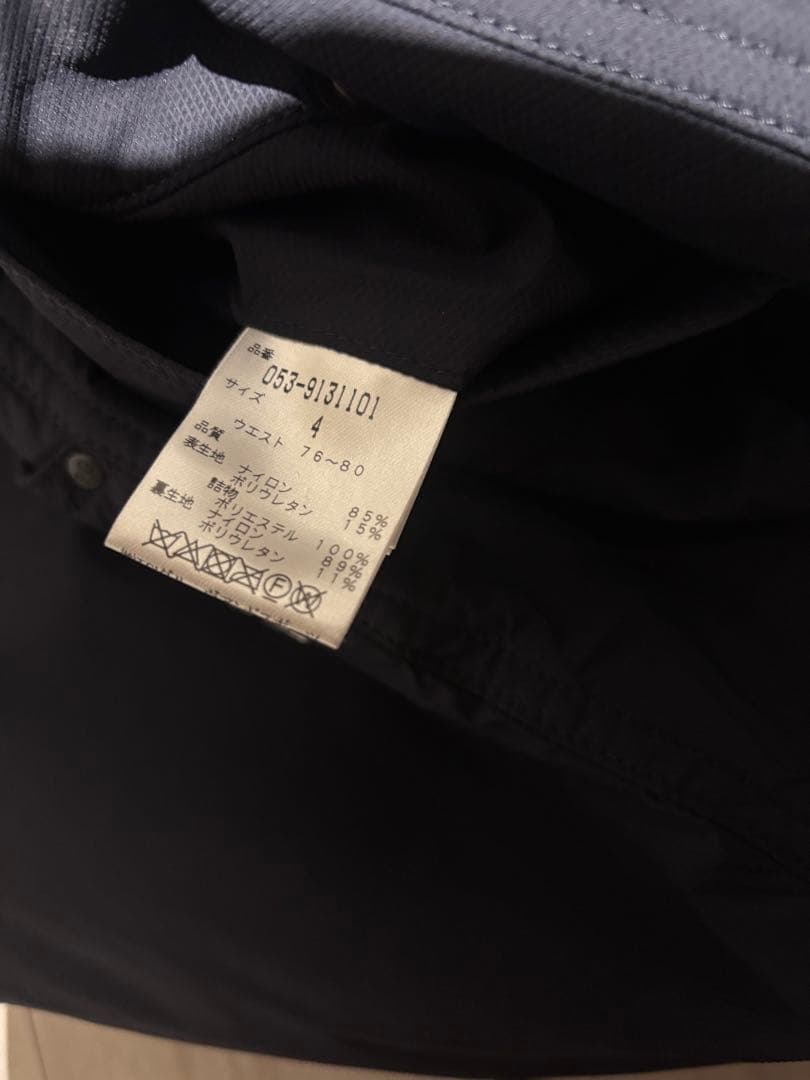 品番
053-9131101
サイズ 4
ウエスト 76~80
品質
表生地 ナイロン 85%
ポリウレタン 15%
詰物
ポリエステル 100%
裏生地 ナイロン 89%
ポリウレタン 11%
F
W